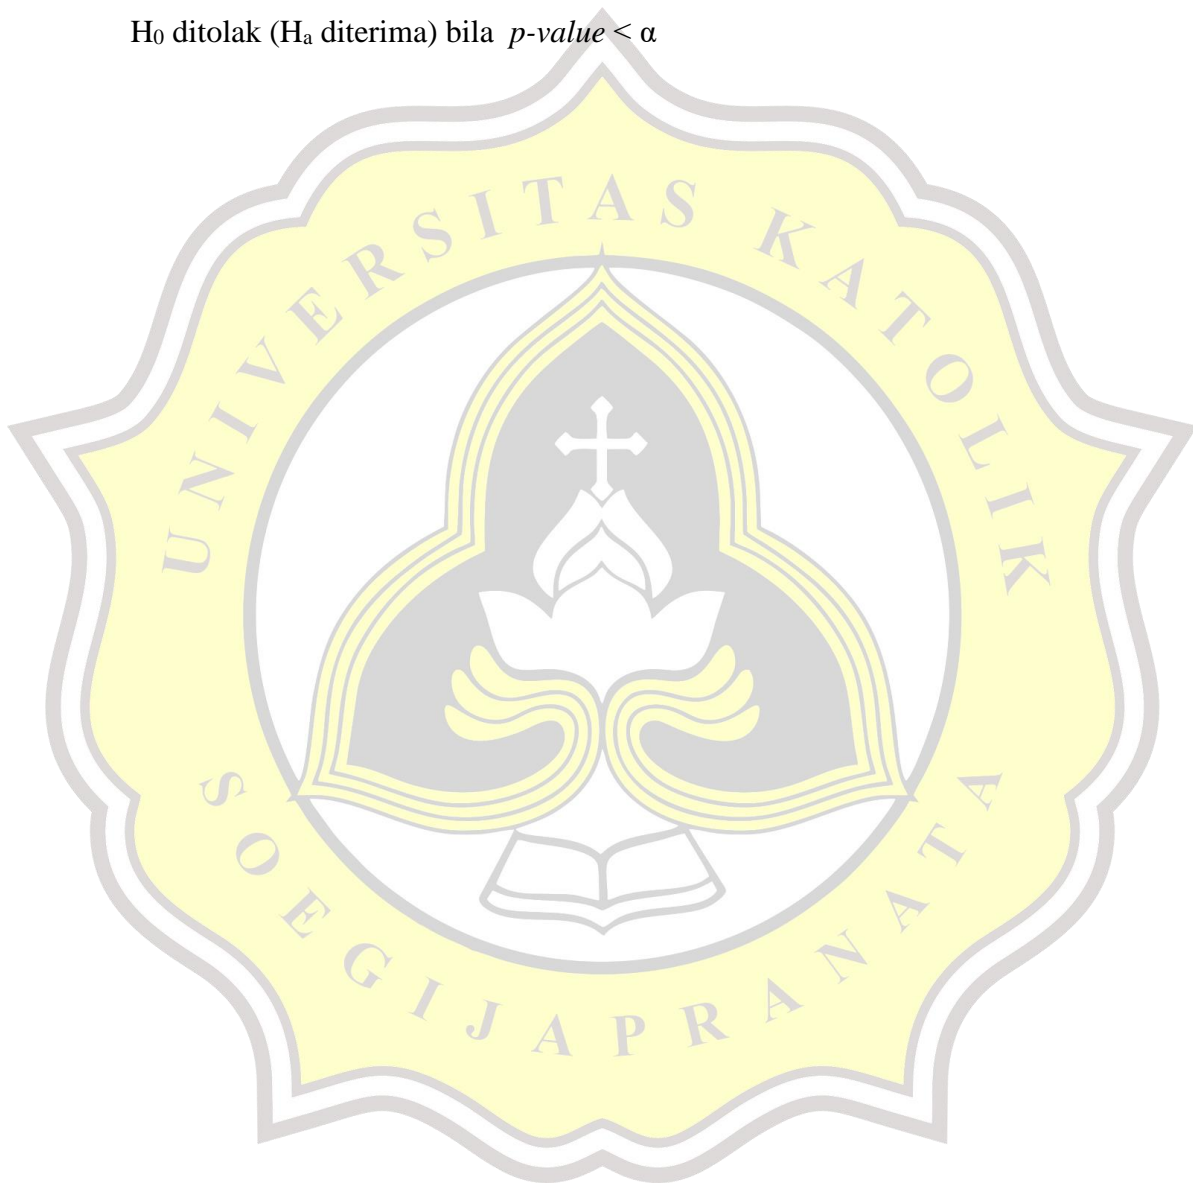 H₀ ditolak (Hₐ diterima) bila p-value < α
UNIVERSITAS KATOLIK
SOEGIJAPRANATA